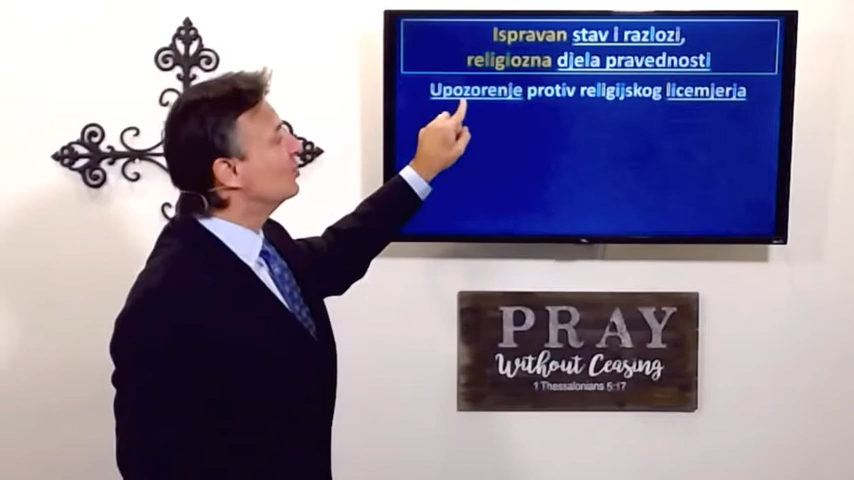 Ispravan stav i razlozi,
religiozna djela pravednosti
Upozorenje protiv religijskog licemjerja
PRAY
Without Ceasing
1 Thessalonians 5:17